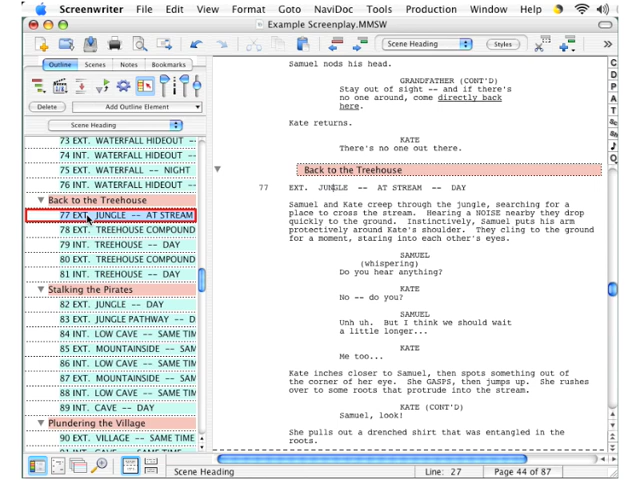 Screenwriter File Edit View Format Goto NaviDoc Tools Production Window Help
Example Screenplay.MMSW
Scene Heading
Styles
Outline Scenes Notes Bookmarks
Delete
Add Outline Element
Scene Heading
73 EXT. WATERFALL HIDEOUT --
74 INT. WATERFALL HIDEOUT --
75 EXT. WATERFALL -- NIGHT
76 INT. WATERFALL HIDEOUT --
Back to the Treehouse
77 EXT. JUNGLE -- AT STREAM
78 EXT. TREEHOUSE COMPOUND
79 INT. TREEHOUSE -- DAY
80 EXT. TREEHOUSE COMPOUND
81 INT. TREEHOUSE -- DAY
Stalking the Pirates
82 EXT. JUNGLE -- DAY
83 EXT. JUNGLE PATHWAY -- D
84 INT. LOW CAVE -- SAME TIM
85 EXT. MOUNTAINSIDE -- SAM
86 INT. LOW CAVE -- SAME TIM
87 EXT. MOUNTAINSIDE -- SAM
88 INT. LOW CAVE -- SAME TIM
89 INT. CAVE -- DAY
Plundering the Village
90 EXT. VILLAGE -- SAME TIME
Samuel nods his head.
GRANDFATHER (CONT'D)
Stay out of sight -- and if there's
no one around, come directly back
here.
Kate returns.
KATE
There's no one out there.
Back to the Treehouse
77 EXT. JUNGLE -- AT STREAM -- DAY
Samuel and Kate creep through the jungle, searching for a
place to cross the stream. Hearing a NOISE nearby they drop
quickly to the ground. Instinctively, Samuel puts his arm
protectively around Kate's shoulder. They cling to the ground
for a moment, staring into each other's eyes.
SAMUEL
(whispering)
Do you hear anything?
KATE
No -- do you?
SAMUEL
Unh uh. But I think we should wait
a little longer...
KATE
Me too...
Kate inches closer to Samuel, then spots something out of
the corner of her eye. She GASPS, then jumps up. She rushes
over to some roots that protrude into the stream.
KATE (CONT'D)
Samuel, look!
She pulls out a drenched shirt that was entangled in the
roots.
C
D
P
A
T
N
Scene Heading
Line: 27
Page 44 of 87